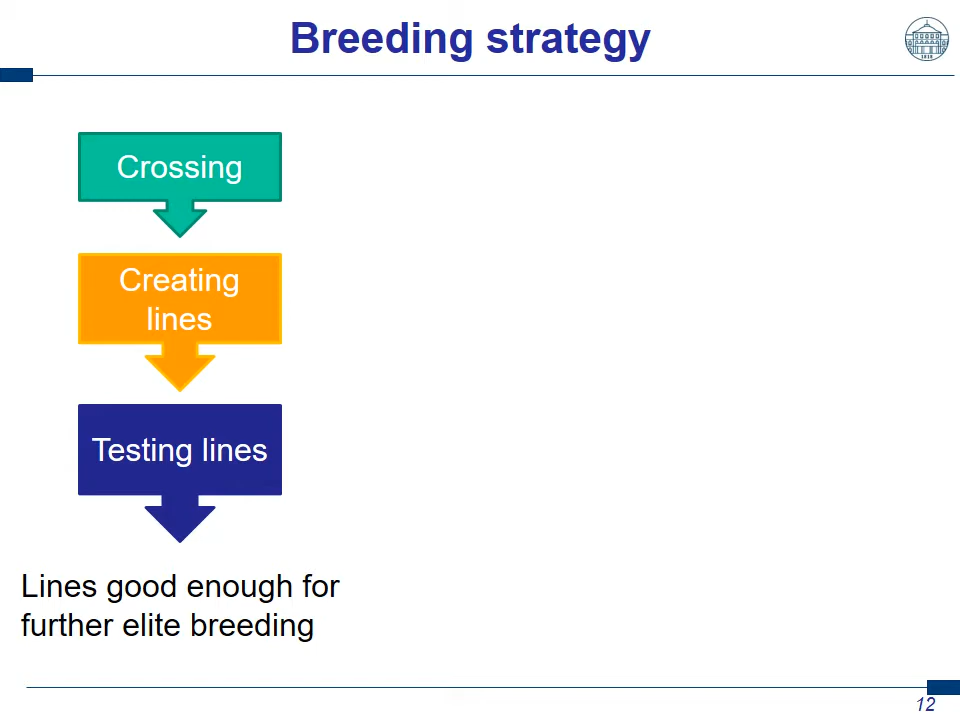 Breeding strategy
Crossing
Creating
lines
Testing lines
Lines good enough for
further elite breeding
12